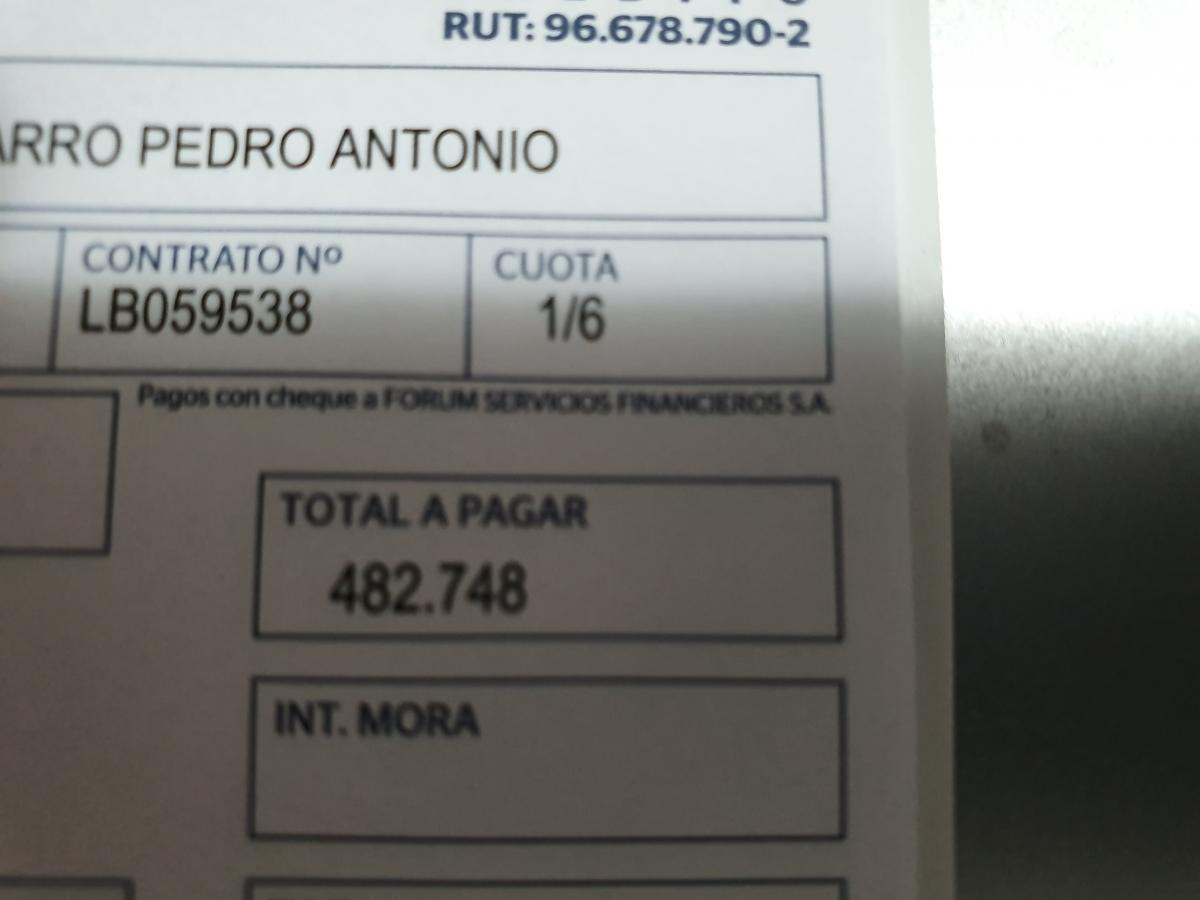 RUT: 96.678.790-2
ARRO PEDRO ANTONIO
CONTRATO Nº
LB059538
CUOTA
1/6
Pagos con cheque a FORUM SERVICIOS FINANCIEROS S.A.
TOTAL A PAGAR
482.748
INT. MORA